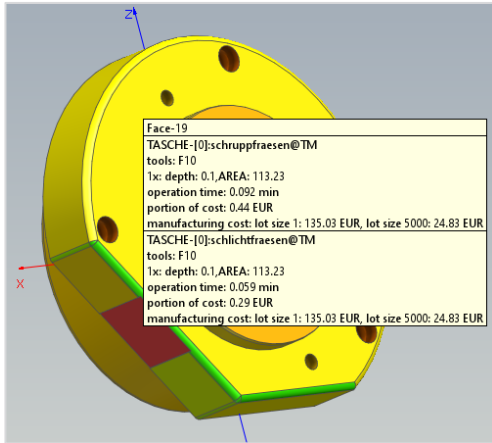 Z
Face-19
TASCHE-[0]:schruppfraesen@TM
tools: F10
1x: depth: 0.1,AREA: 113.23
operation time: 0.092 min
portion of cost: 0.44 EUR
manufacturing cost: lot size 1: 135.03 EUR, lot size 5000: 24.83 EUR
TASCHE-[0]:schlichtfraesen@TM
tools: F10
1x: depth: 0.1,AREA: 113.23
operation time: 0.059 min
portion of cost: 0.29 EUR
manufacturing cost: lot size 1: 135.03 EUR, lot size 5000: 24.83 EUR
X